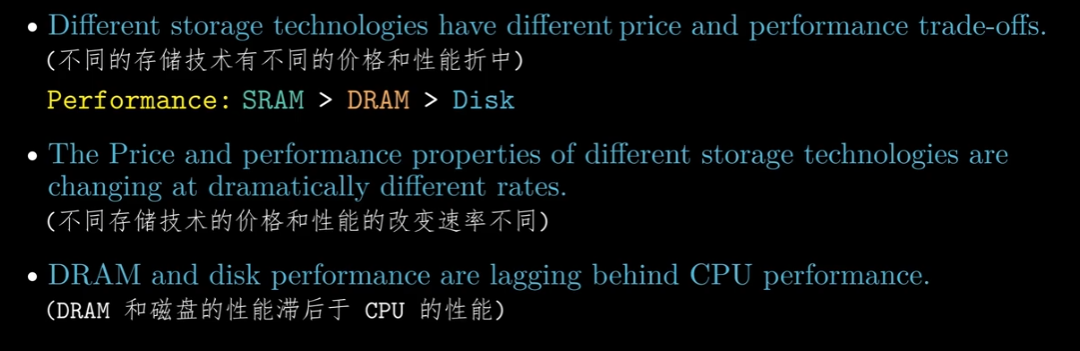 • Different storage technologies have different price and performance trade-offs.
(不同的存储技术有不同的价格和性能折中)
Performance: SRAM > DRAM > Disk
• The Price and performance properties of different storage technologies are
changing at dramatically different rates.
(不同存储技术的价格和性能的改变速率不同)
• DRAM and disk performance are lagging behind CPU performance.
(DRAM 和磁盘的性能滞后于 CPU 的性能)